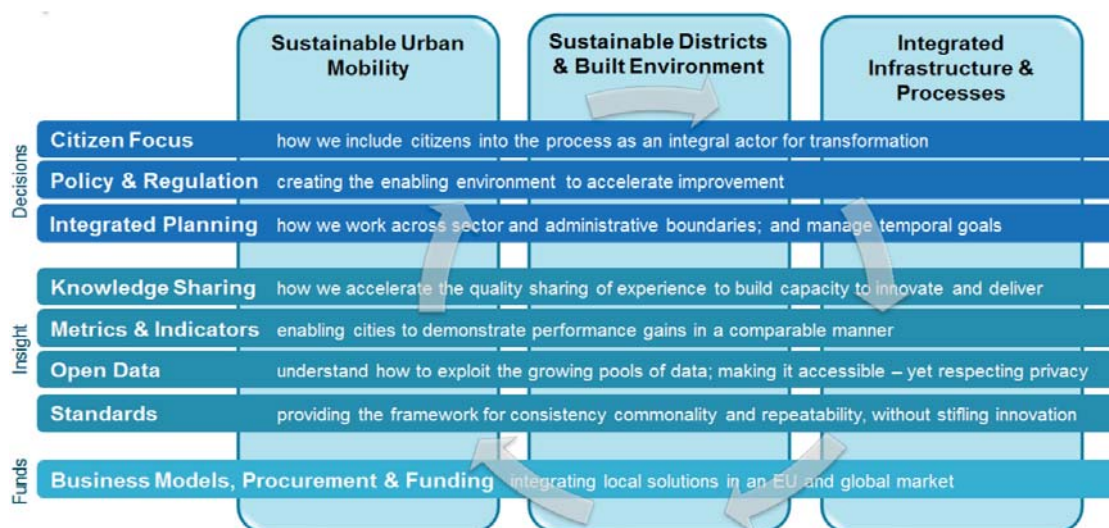 Sustainable Urban
Mobility
Sustainable Districts
& Built Environment
Integrated
Infrastructure &
Processes
Decisions
Citizen Focus how we include citizens into the process as an integral actor for transformation
Policy & Regulation creating the enabling environment to accelerate improvement
Integrated Planning how we work across sector and administrative boundaries; and manage temporal goals
Insight
Knowledge Sharing how we accelerate the quality sharing of experience to build capacity to innovate and deliver
Metrics & Indicators enabling cities to demonstrate performance gains in a comparable manner
Open Data understand how to exploit the growing pools of data; making it accessible – yet respecting privacy
Standards providing the framework for consistency commonality and repeatability, without stifling innovation
Funds
Business Models, Procurement & Funding integrating local solutions in an EU and global market